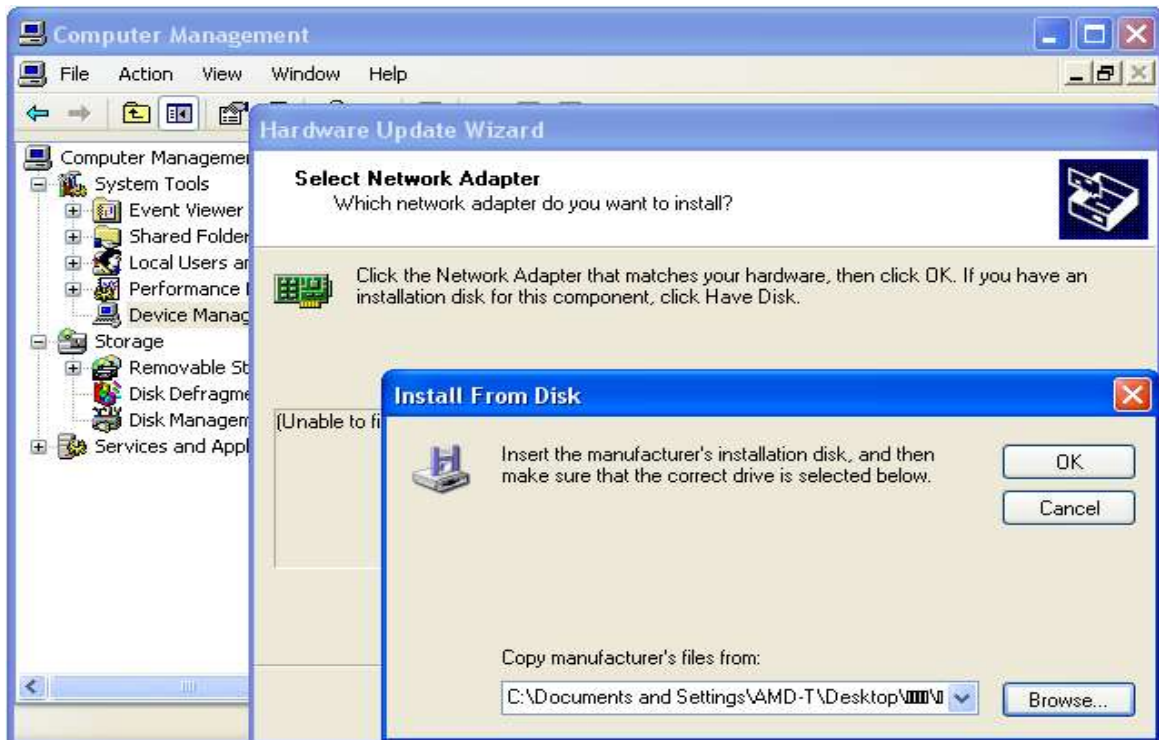 Computer Management
File Action View Window Help
Hardware Update Wizard
Computer Managemen
System Tools
Event Viewer
Shared Folder
Local Users an
Performance
Device Manag
Storage
Removable St
Disk Defragme
Disk Managem
Services and Appl
Select Network Adapter
Which network adapter do you want to install?
Click the Network Adapter that matches your hardware, then click OK. If you have an
installation disk for this component, click Have Disk.
(Unable to fi
Install From Disk
Insert the manufacturer's installation disk, and then
make sure that the correct drive is selected below.
OK
Cancel
Copy manufacturer's files from:
C:\Documents and Settings\AMD-T\Desktop\
Browse...